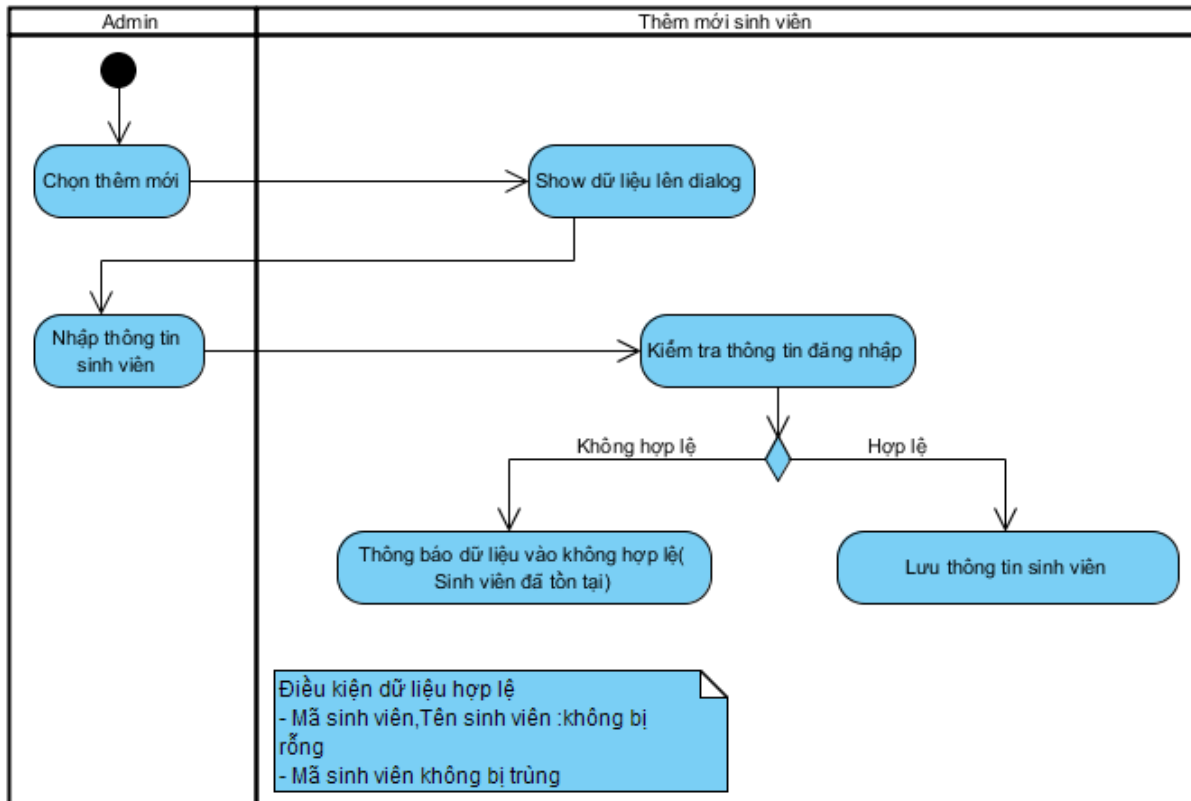 Admin
Thêm mới sinh viên
Chọn thêm mới
Show dữ liệu lên dialog
Nhập thông tin
sinh viên
Kiểm tra thông tin đăng nhập
Không hợp lệ
Hợp lệ
Thông báo dữ liệu vào không hợp lệ(
Sinh viên đã tồn tại)
Lưu thông tin sinh viên
Điều kiện dữ liệu hợp lệ
- Mã sinh viên,Tên sinh viên :không bị
rỗng
- Mã sinh viên không bị trùng